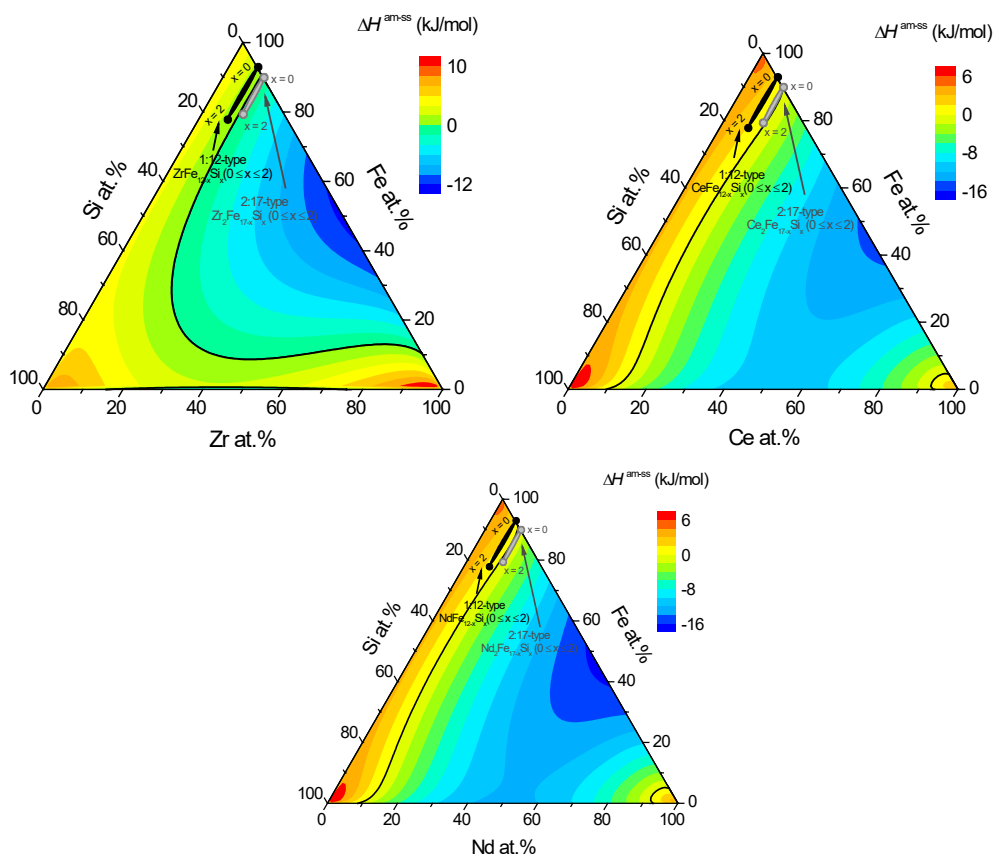 ΔH am-ss (kJ/mol)
10
0
-12
0
20
40
60
80
100
Si at.%
100
80
60
40
20
0
Fe at.%
0
20
40
60
80
100
Zr at.%
x = 0
x = 2
x = 0
x = 2
1:12-type
ZrFe12-xSix(0 ≤ x ≤ 2)
2:17-type
Zr2Fe17-xSix(0 ≤ x ≤ 2)
ΔH am-ss (kJ/mol)
6
0
-8
-16
0
20
40
60
80
100
Si at.%
100
80
60
40
20
0
Fe at.%
0
20
40
60
80
100
Ce at.%
x = 0
x = 2
x = 0
x = 2
1:12-type
CeFe12-xSix(0 ≤ x ≤ 2)
2:17-type
Ce2Fe17-xSix(0 ≤ x ≤ 2)
ΔH am-ss (kJ/mol)
6
0
-8
-16
0
20
40
60
80
100
Si at.%
100
80
60
40
20
0
Fe at.%
0
20
40
60
80
100
Nd at.%
x = 0
x = 2
x = 0
x = 2
1:12-type
NdFe12-xSix(0 ≤ x ≤ 2)
2:17-type
Nd2Fe17-xSix(0 ≤ x ≤ 2)